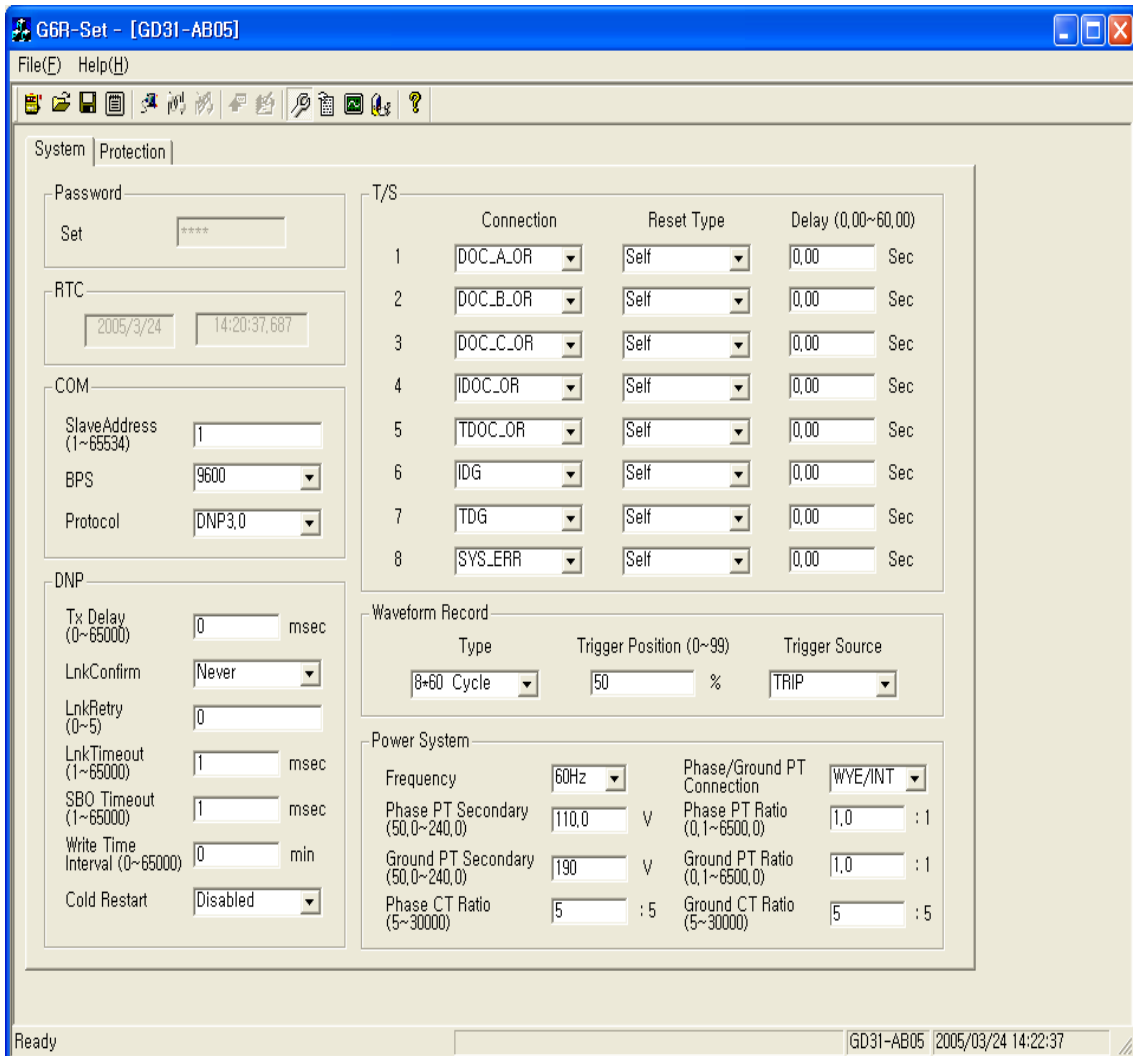 G6R-Set - [GD31-AB05]
File(F) Help(H)
System Protection
Password
Set ****
RTC
2005/3/24 14:20:37,687
COM
SlaveAddress
(1~65534) 1
BPS 9600
Protocol DNP3,0
DNP
Tx Delay
(0~65000) 0 msec
LnkConfirm Never
LnkRetry
(0~5) 0
LnkTimeout
(1~65000) 1 msec
SBO Timeout
(1~65000) 1 msec
Write Time
Interval (0~65000) 0 min
Cold Restart Disabled
T/S
Connection Reset Type Delay (0,00~60,00)
1 DOC_A_OR Self 0,00 Sec
2 DOC_B_OR Self 0,00 Sec
3 DOC_C_OR Self 0,00 Sec
4 IDOC_OR Self 0,00 Sec
5 TDOC_OR Self 0,00 Sec
6 IDG Self 0,00 Sec
7 TDG Self 0,00 Sec
8 SYS_ERR Self 0,00 Sec
Waveform Record
Type Trigger Position (0~99) Trigger Source
8*60 Cycle 50 % TRIP
Power System
Frequency 60Hz Phase/Ground PT
Connection WYE/INT
Phase PT Secondary
(50,0~240,0) 110,0 V Phase PT Ratio
(0,1~6500,0) 1,0 : 1
Ground PT Secondary
(50,0~240,0) 190 V Ground PT Ratio
(0,1~6500,0) 1,0 : 1
Phase CT Ratio
(5~30000) 5 : 5 Ground CT Ratio
(5~30000) 5 : 5
Ready GD31-AB05 2005/03/24 14:22:37